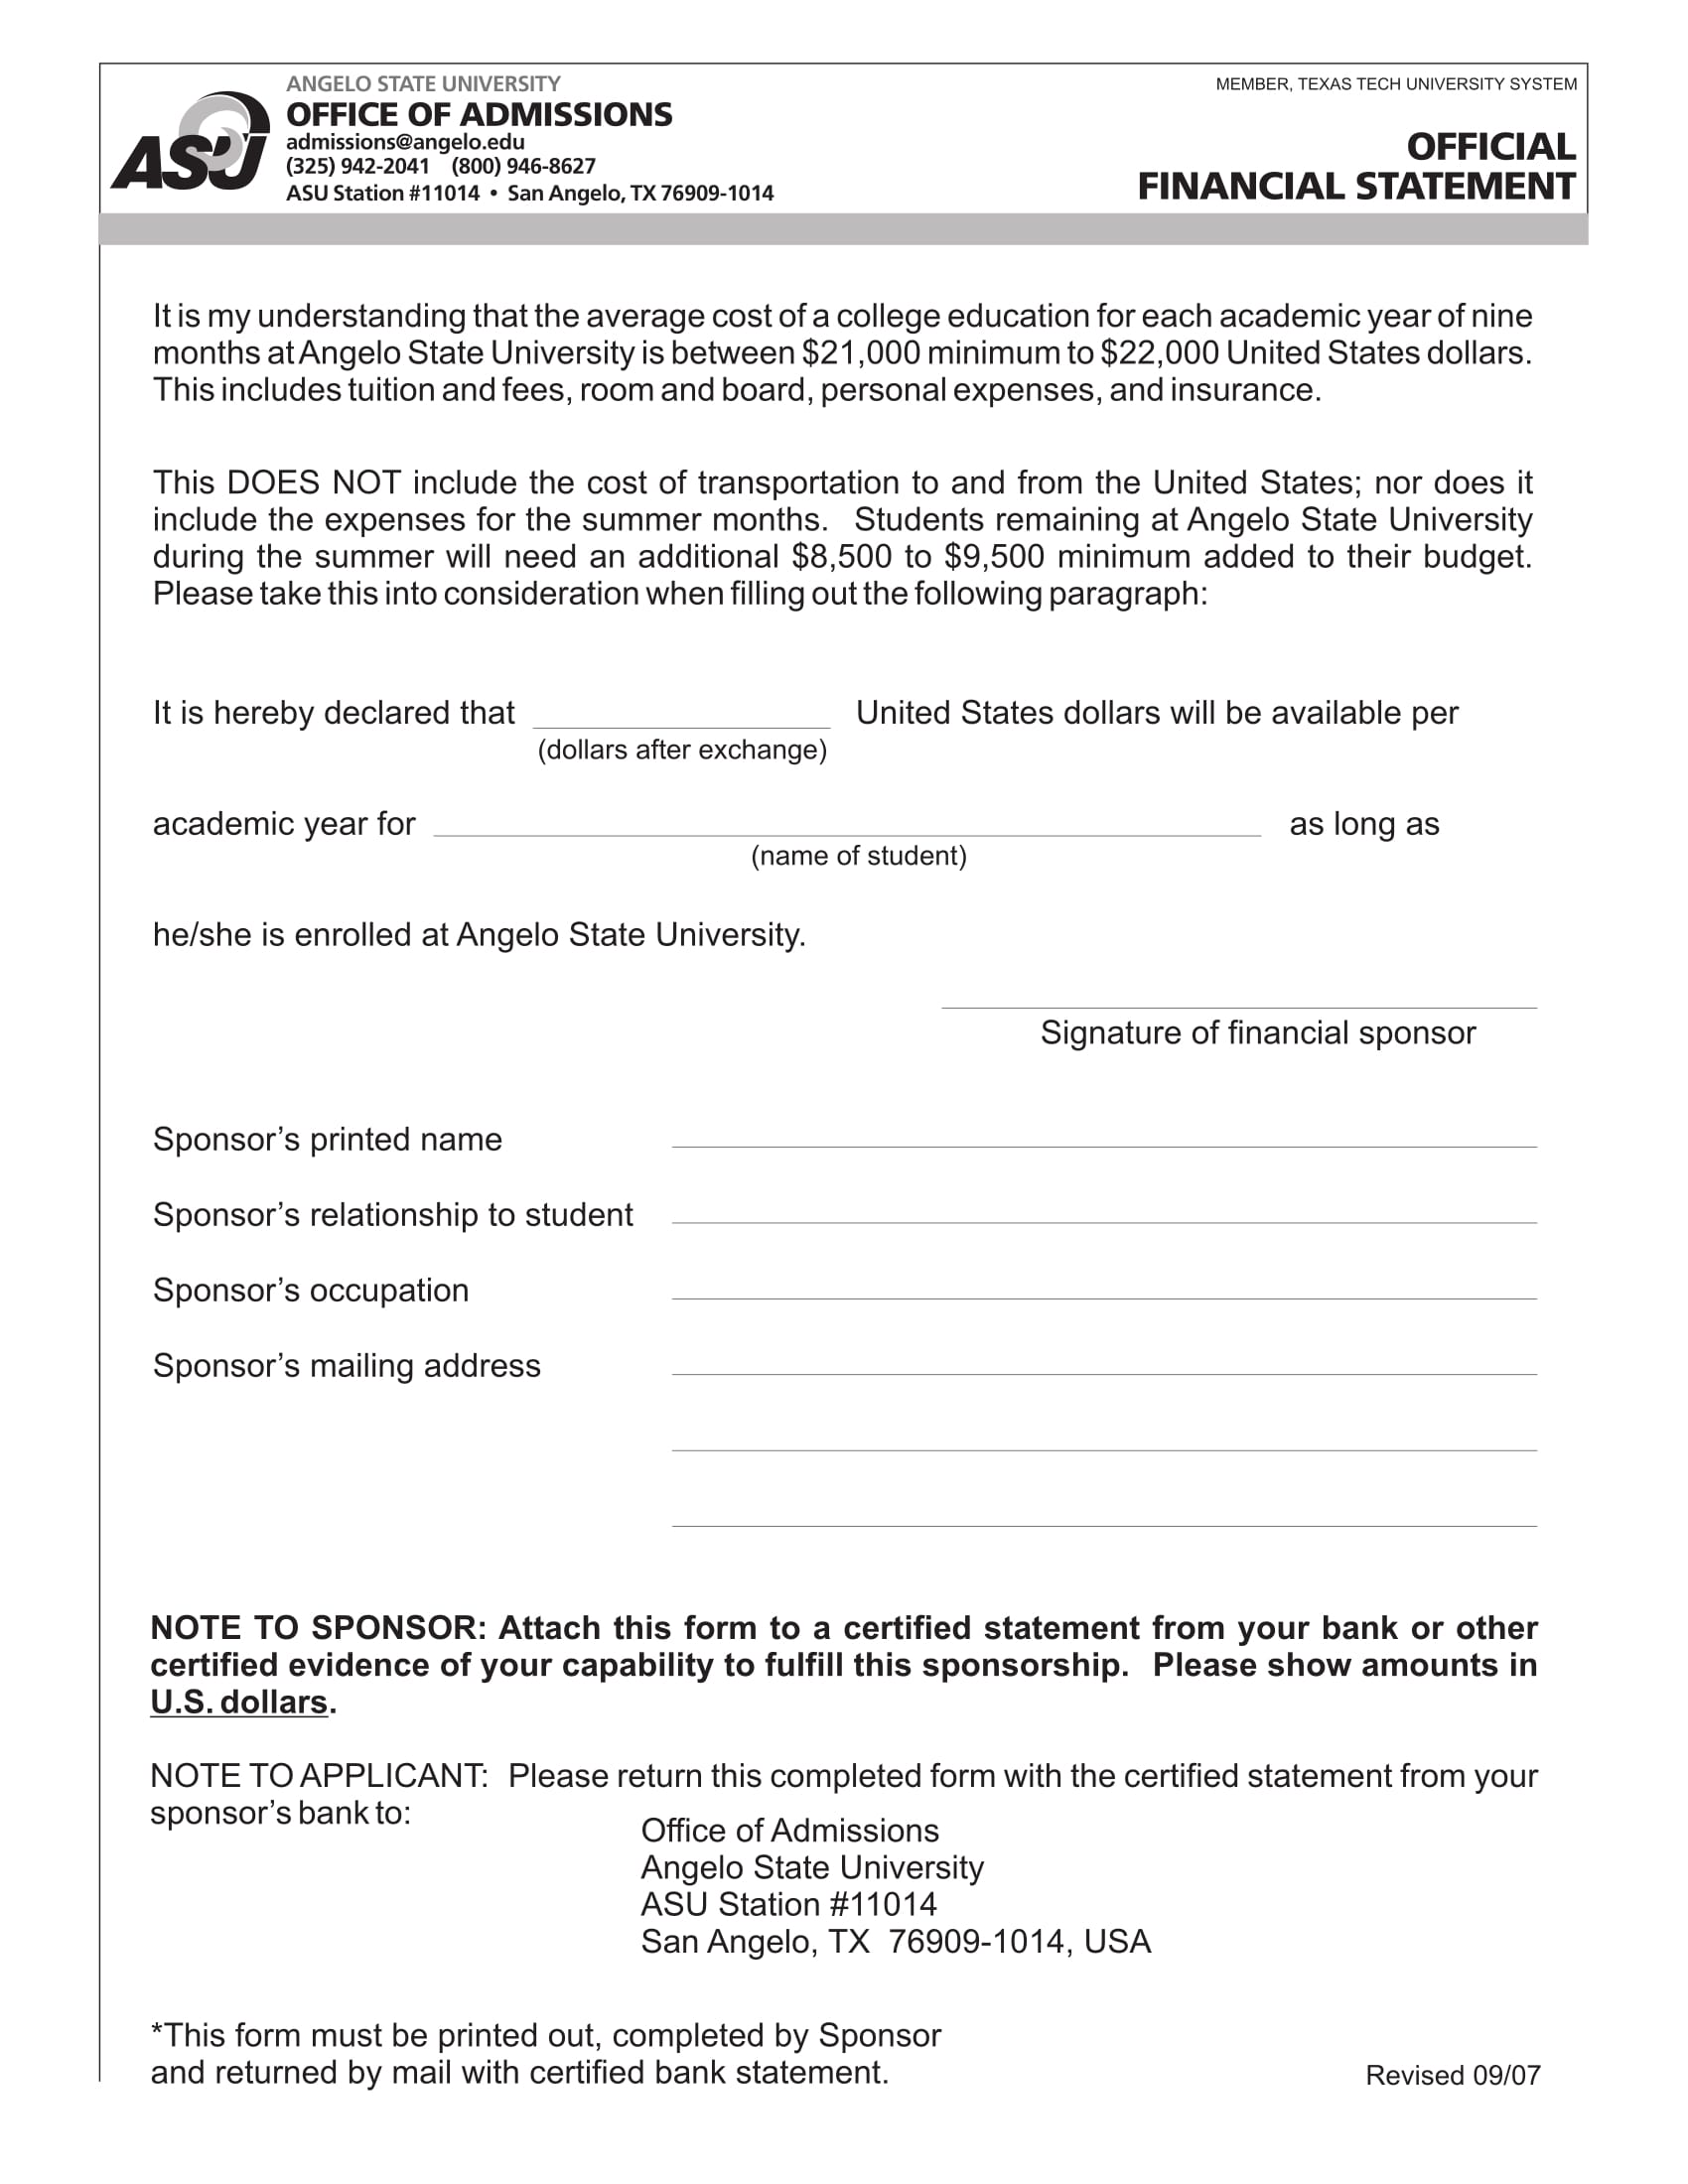 ASU
ANGELO STATE UNIVERSITY
OFFICE OF ADMISSIONS
admissions@angelo.edu
(325) 942-2041 (800) 946-8627
ASU Station #11014 • San Angelo, TX 76909-1014
MEMBER, TEXAS TECH UNIVERSITY SYSTEM
OFFICIAL
FINANCIAL STATEMENT
It is my understanding that the average cost of a college education for each academic year of nine
months at Angelo State University is between $21,000 minimum to $22,000 United States dollars.
This includes tuition and fees, room and board, personal expenses, and insurance.
This DOES NOT include the cost of transportation to and from the United States; nor does it
include the expenses for the summer months. Students remaining at Angelo State University
during the summer will need an additional $8,500 to $9,500 minimum added to their budget.
Please take this into consideration when filling out the following paragraph:
It is hereby declared that United States dollars will be available per
(dollars after exchange)
academic year for as long as
(name of student)
he/she is enrolled at Angelo State University.
Signature of financial sponsor
Sponsor’s printed name
Sponsor’s relationship to student
Sponsor’s occupation
Sponsor’s mailing address
NOTE TO SPONSOR: Attach this form to a certified statement from your bank or other
certified evidence of your capability to fulfill this sponsorship. Please show amounts in
U.S. dollars.
NOTE TO APPLICANT: Please return this completed form with the certified statement from your
sponsor’s bank to:
Office of Admissions
Angelo State University
ASU Station #11014
San Angelo, TX 76909-1014, USA
*This form must be printed out, completed by Sponsor
and returned by mail with certified bank statement.
Revised 09/07